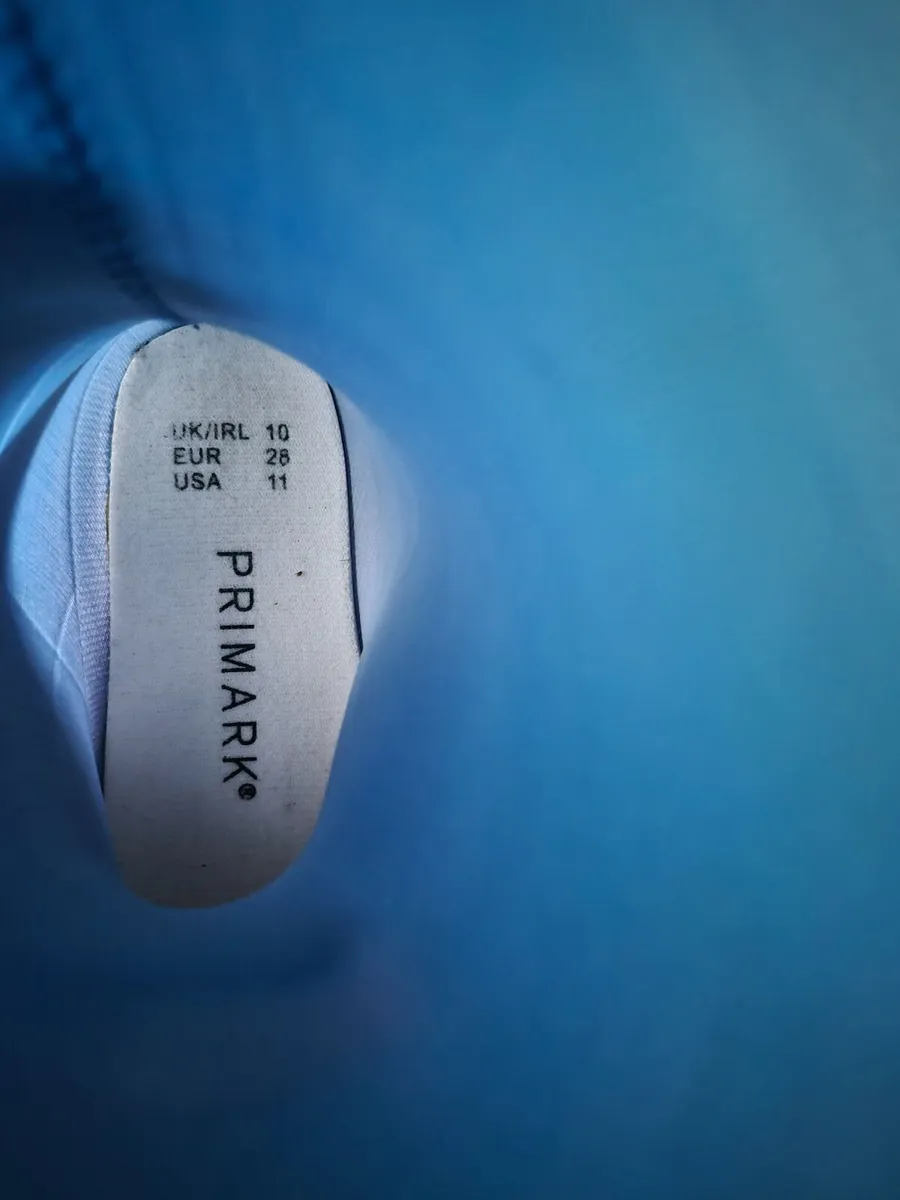 UK/IRL 10
EUR 28
USA 11
PRIMARK®